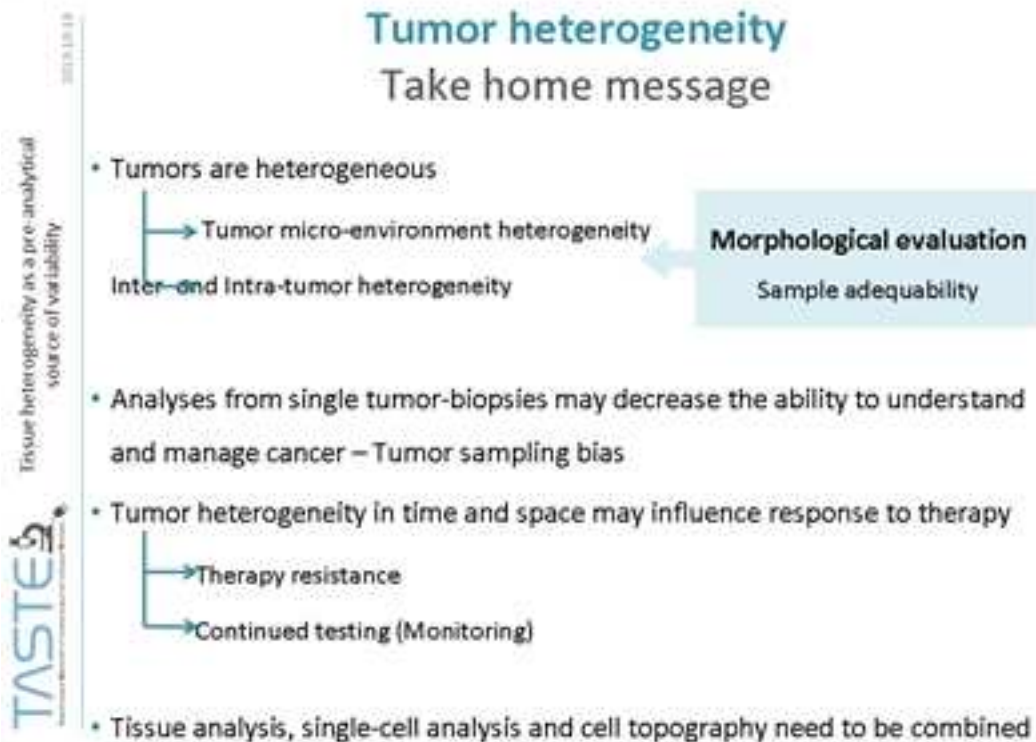 Tumor heterogeneity
Take home message
• Tumors are heterogeneous
Tumor micro-environment heterogeneity
Inter- and Intra-tumor heterogeneity
Morphological evaluation
Sample adequability
• Analyses from single tumor-biopsies may decrease the ability to understand
and manage cancer – Tumor sampling bias
• Tumor heterogeneity in time and space may influence response to therapy
Therapy resistance
Continued testing (Monitoring)
• Tissue analysis, single-cell analysis and cell topography need to be combined
Tissue heterogeneity as a pre-analytical
source of variability
TASTE